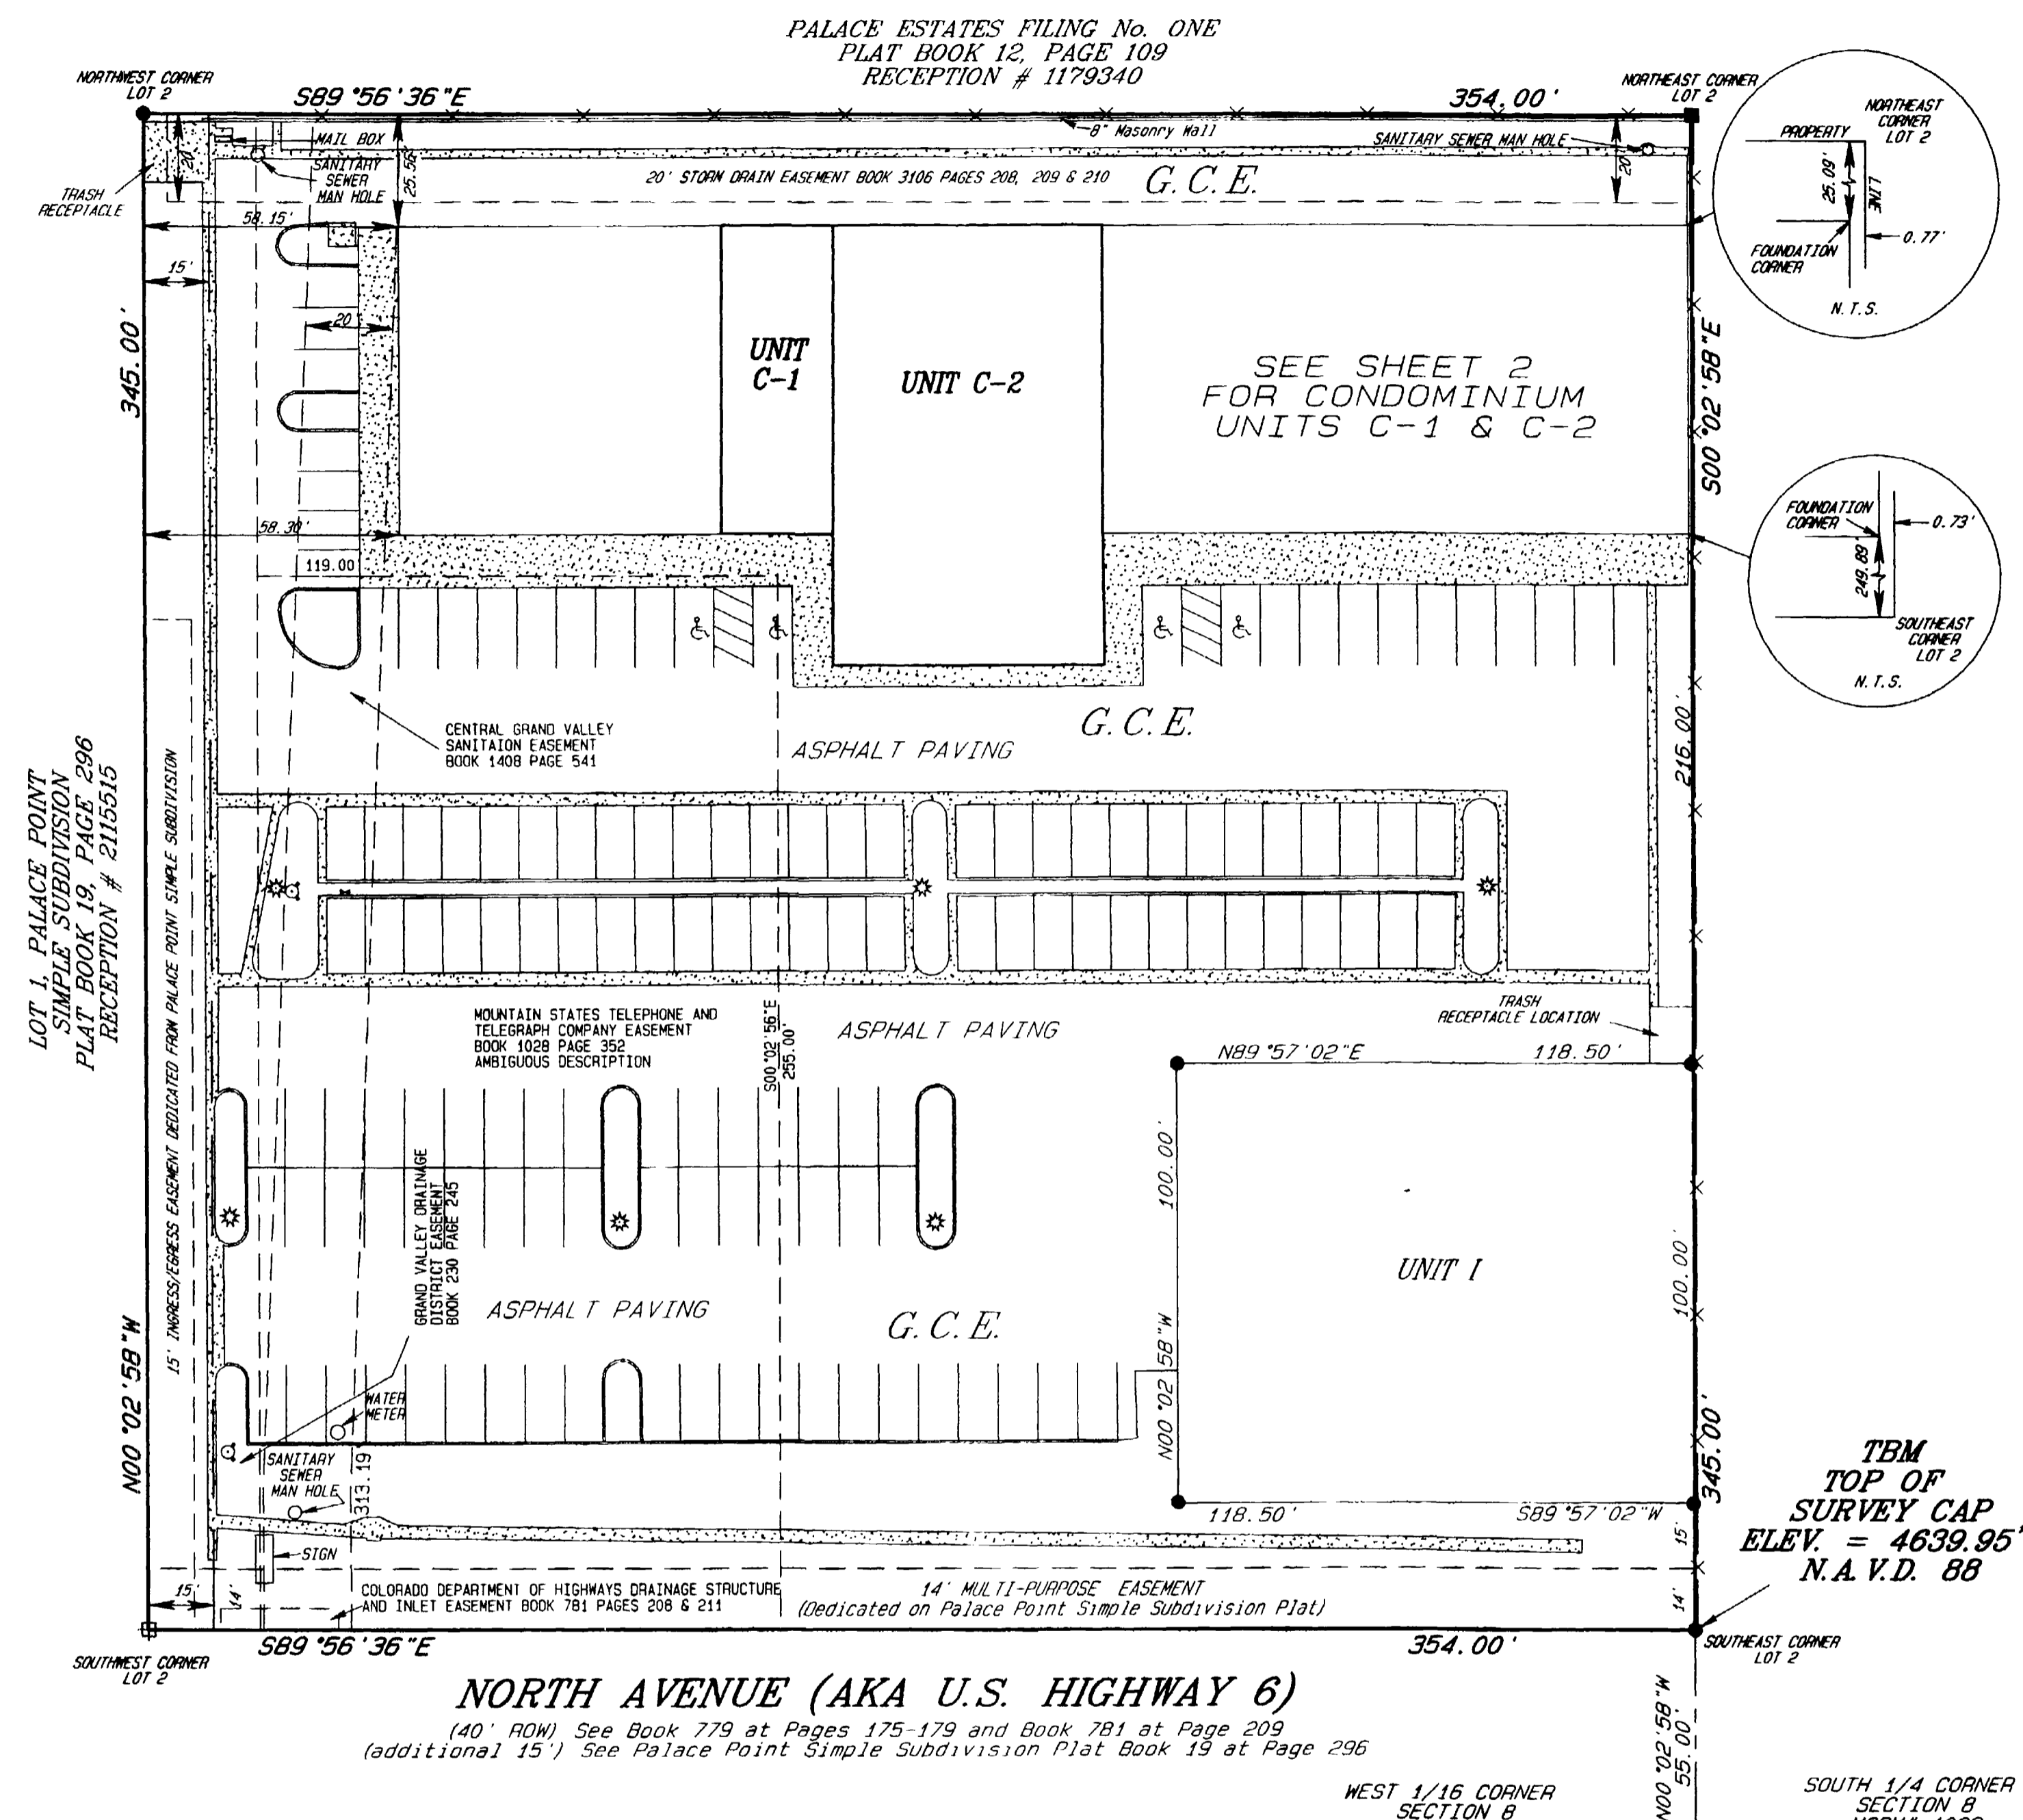 PALACE ESTATES FILING No. ONE
PLAT BOOK 12, PAGE 109
RECEPTION # 1179340
NORTHWEST CORNER
LOT 2
S89°56'36"E
354.00'
NORTHEAST CORNER
LOT 2
8" Masonry Wall
MAIL BOX
SANITARY
SEWER
MAN HOLE
SANITARY SEWER MAN HOLE
20
25.56'
20'
TRASH
RECEPTACLE
20' STORM DRAIN EASEMENT BOOK 3106 PAGES 208, 209 & 210
G.C.E.
58.15'
15'
20
345.00'
NORTHEAST
CORNER
LOT 2
PROPERTY
LINE
25.09'
0.77'
FOUNDATION
CORNER
N.T.S.
UNIT
C-1
UNIT C-2
SEE SHEET 2
FOR CONDOMINIUM
UNITS C-1 & C-2
S00°02'58"E
FOUNDATION
CORNER
0.73'
249.89'
SOUTHEAST
CORNER
LOT 2
N.T.S.
58.30'
119.00
CENTRAL GRAND VALLEY
SANITAION EASEMENT
BOOK 1408 PAGE 541
G.C.E.
ASPHALT PAVING
216.00'
LOT 1, PALACE POINT
SIMPLE SUBDIVISION
PLAT BOOK 19, PAGE 296
RECEPTION # 2115515
15' INGRESS/EGRESS EASEMENT DEDICATED FROM PALACE POINT SIMPLE SUBDIVISION
MOUNTAIN STATES TELEPHONE AND
TELEGRAPH COMPANY EASEMENT
BOOK 1028 PAGE 352
AMBIGUOUS DESCRIPTION
S00°02'56"E
255.00'
ASPHALT PAVING
TRASH
RECEPTACLE LOCATION
N89°57'02"E
118.50'
100.00'
N00°02'58"W
UNIT I
100.00'
GRAND VALLEY DRAINAGE
DISTRICT EASEMENT
BOOK 230 PAGE 245
ASPHALT PAVING
G.C.E.
N00°02'58"W
WATER
METER
SANITARY
SEWER
MAN HOLE
313.19'
118.50'
S89°57'02"W
345.00'
15'
TBM
TOP OF
SURVEY CAP
ELEV. = 4639.95'
N.A.V.D. 88
SIGN
15'
14'
COLORADO DEPARTMENT OF HIGHWAYS DRAINAGE STRUCTURE
AND INLET EASEMENT BOOK 781 PAGES 208 & 211
14' MULTI-PURPOSE EASEMENT
(Dedicated on Palace Point Simple Subdivision Plat)
14'
S89°56'36"E
354.00'
SOUTHWEST CORNER
LOT 2
SOUTHEAST CORNER
LOT 2
NORTH AVENUE (AKA U.S. HIGHWAY 6)
(40' ROW) See Book 779 at Pages 175-179 and Book 781 at Page 209
(additional 15') See Palace Point Simple Subdivision Plat Book 19 at Page 296
N00°02'58"W
55.00'
WEST 1/16 CORNER
SECTION 8
SOUTH 1/4 CORNER
SECTION 8